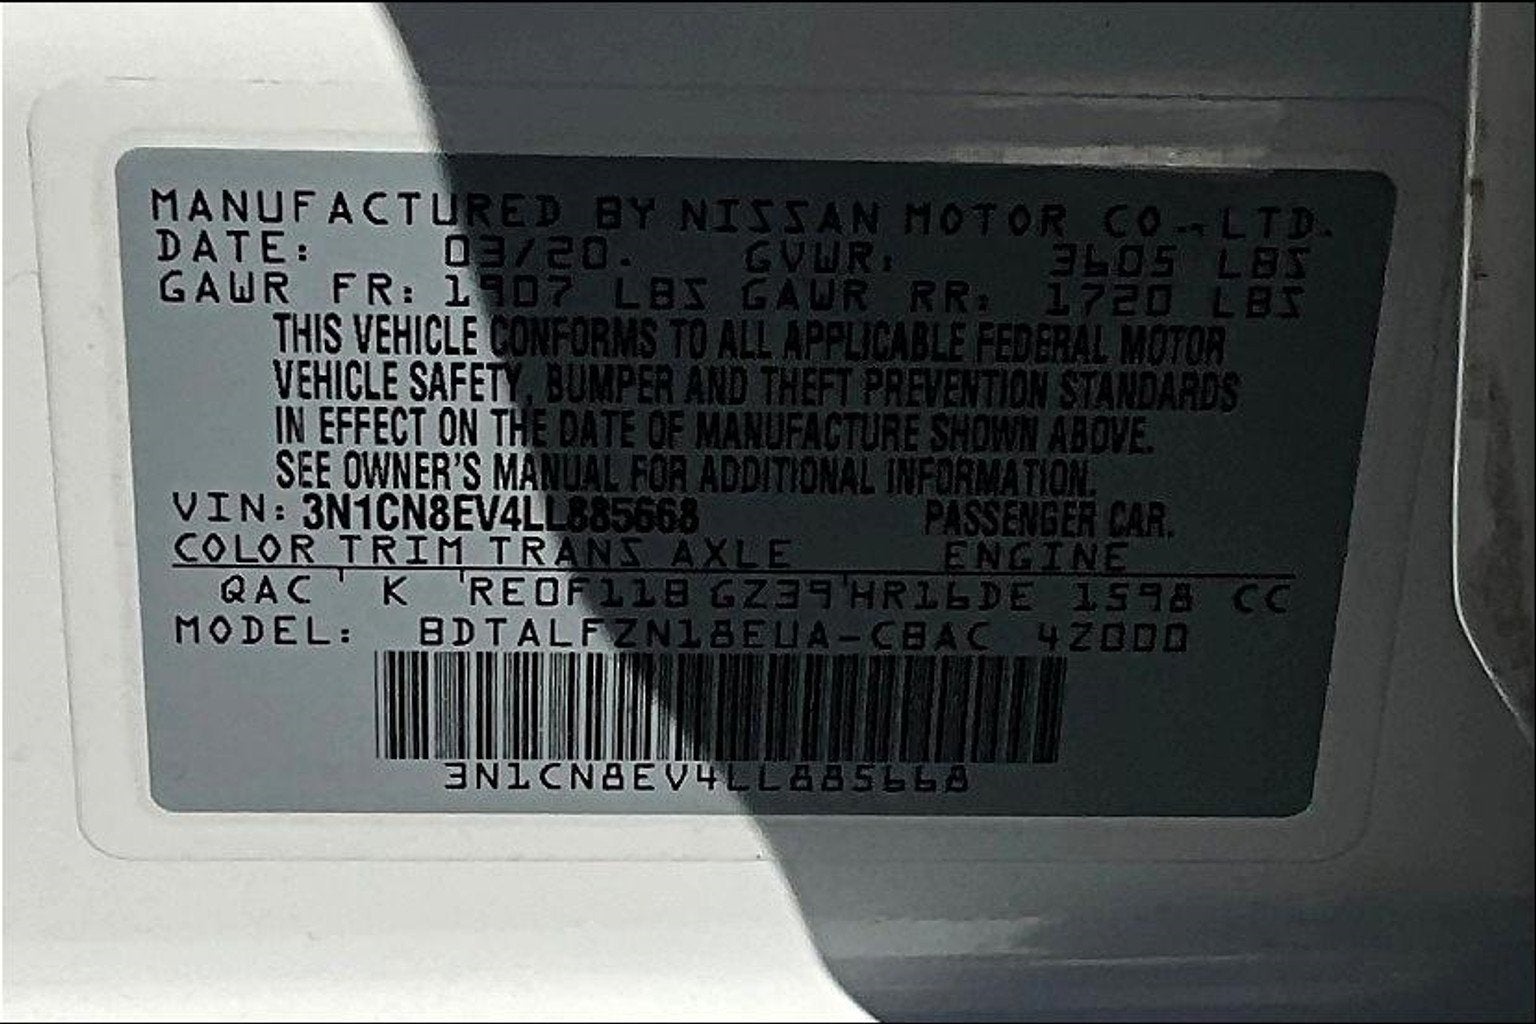 MANUFACTURED BY NISSAN MOTOR CO., LTD.
DATE: 03/20. GVWR: 3605 LBS
GAWR FR: 1907 LBS GAWR RR: 1720 LBS
THIS VEHICLE CONFORMS TO ALL APPLICABLE FEDERAL MOTOR
VEHICLE SAFETY, BUMPER AND THEFT PREVENTION STANDARDS
IN EFFECT ON THE DATE OF MANUFACTURE SHOWN ABOVE.
SEE OWNER'S MANUAL FOR ADDITIONAL INFORMATION.
VIN: 3N1CN8EV4LL885668 PASSENGER CAR.
COLOR TRIM TRANS AXLE ENGINE
QAC K RE0F11B GZ39 HR16DE 1598 CC
MODEL: BDTALFZN18EUA-CBAC 4Z000
3N1CN8EV4LL885668